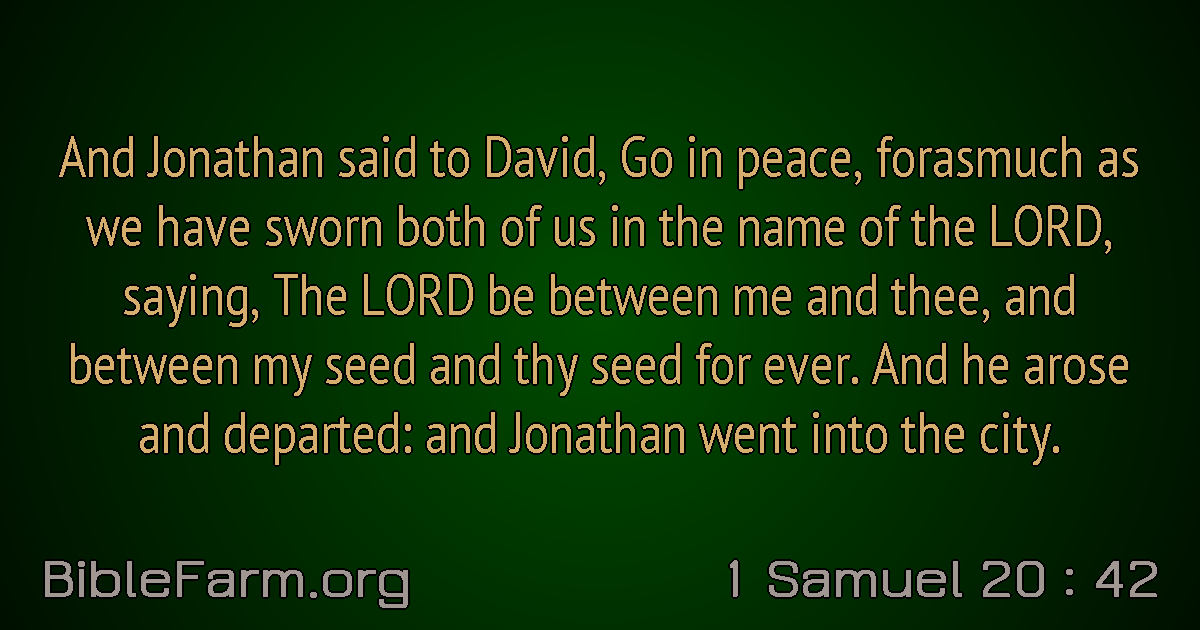 And Jonathan said to David, Go in peace, forasmuch as
we have sworn both of us in the name of the LORD,
saying, The LORD be between me and thee, and
between my seed and thy seed for ever. And he arose
and departed: and Jonathan went into the city.
BibleFarm.org
1 Samuel 20 : 42